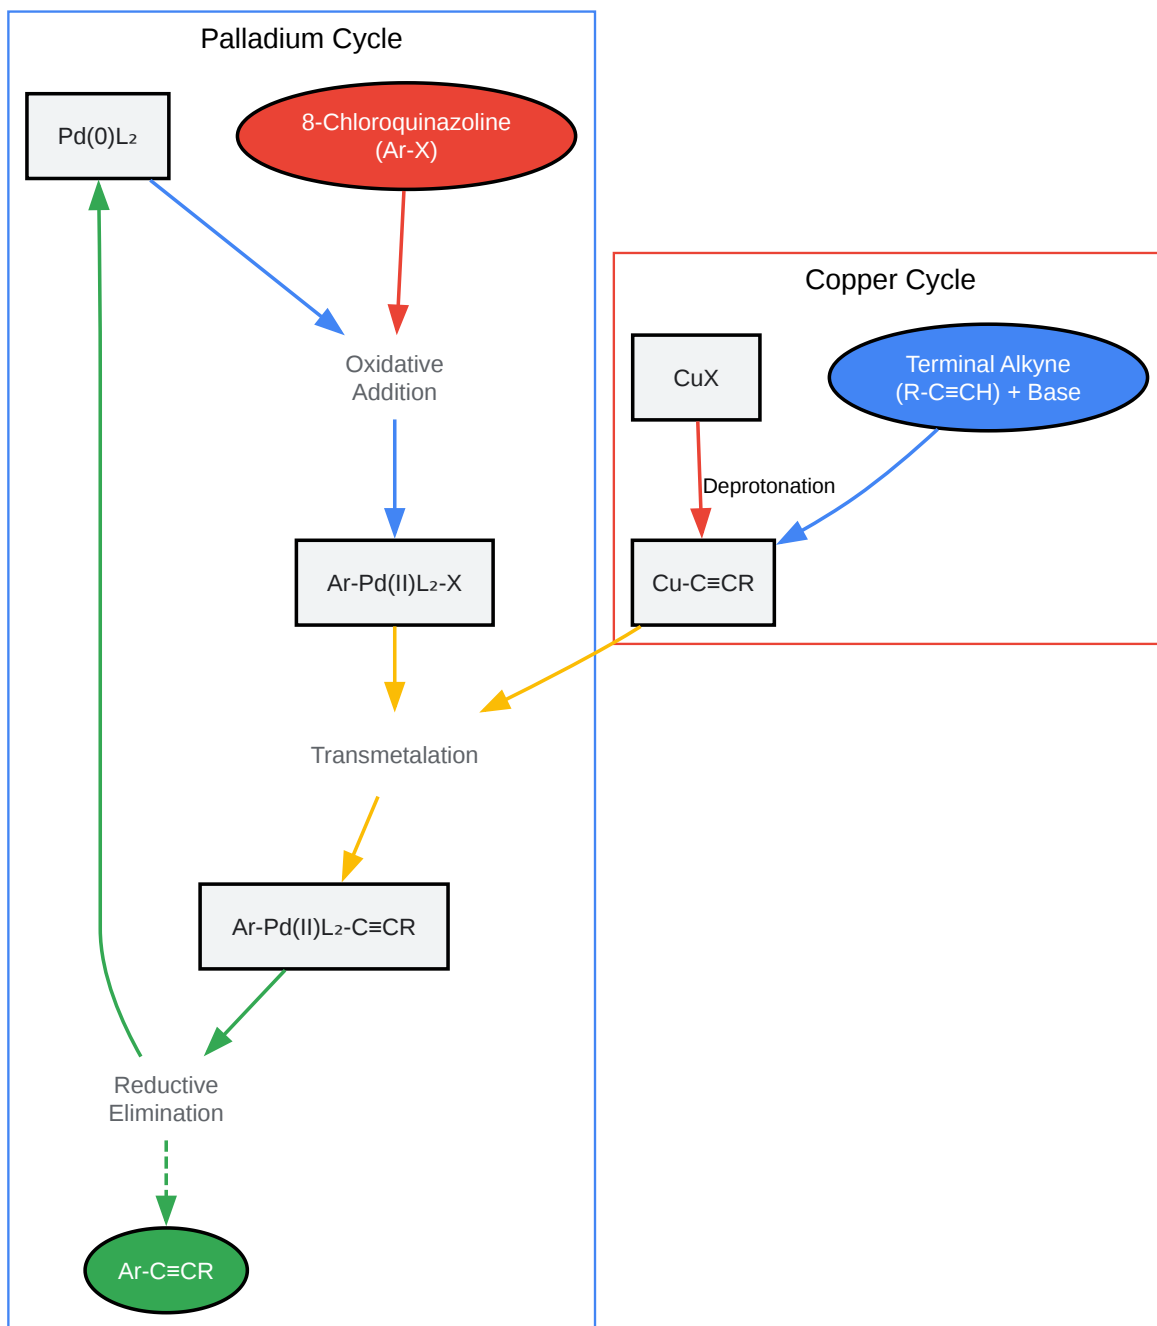 Palladium Cycle
Pd(0)L₂
8-Chloroquinazoline
(Ar-X)
Oxidative
Addition
Copper Cycle
CuX
Terminal Alkyne
(R-C≡CH) + Base
Deprotonation
Ar-Pd(II)L₂-X
Cu-C≡CR
Transmetalation
Ar-Pd(II)L₂-C≡CR
Reductive
Elimination
Ar-C≡CR